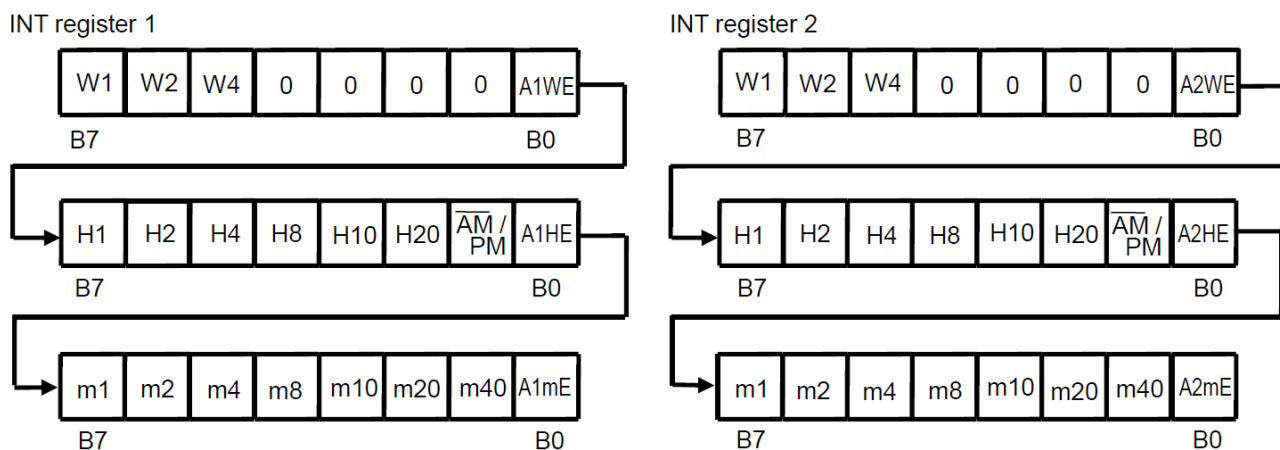 INT register 1
W1 W2 W4 0 0 0 0 A1WE
B7 B0
H1 H2 H4 H8 H10 H20 A̅M̅ / PM A1HE
B7 B0
m1 m2 m4 m8 m10 m20 m40 A1mE
B7 B0
INT register 2
W1 W2 W4 0 0 0 0 A2WE
B7 B0
H1 H2 H4 H8 H10 H20 A̅M̅ / PM A2HE
B7 B0
m1 m2 m4 m8 m10 m20 m40 A2mE
B7 B0